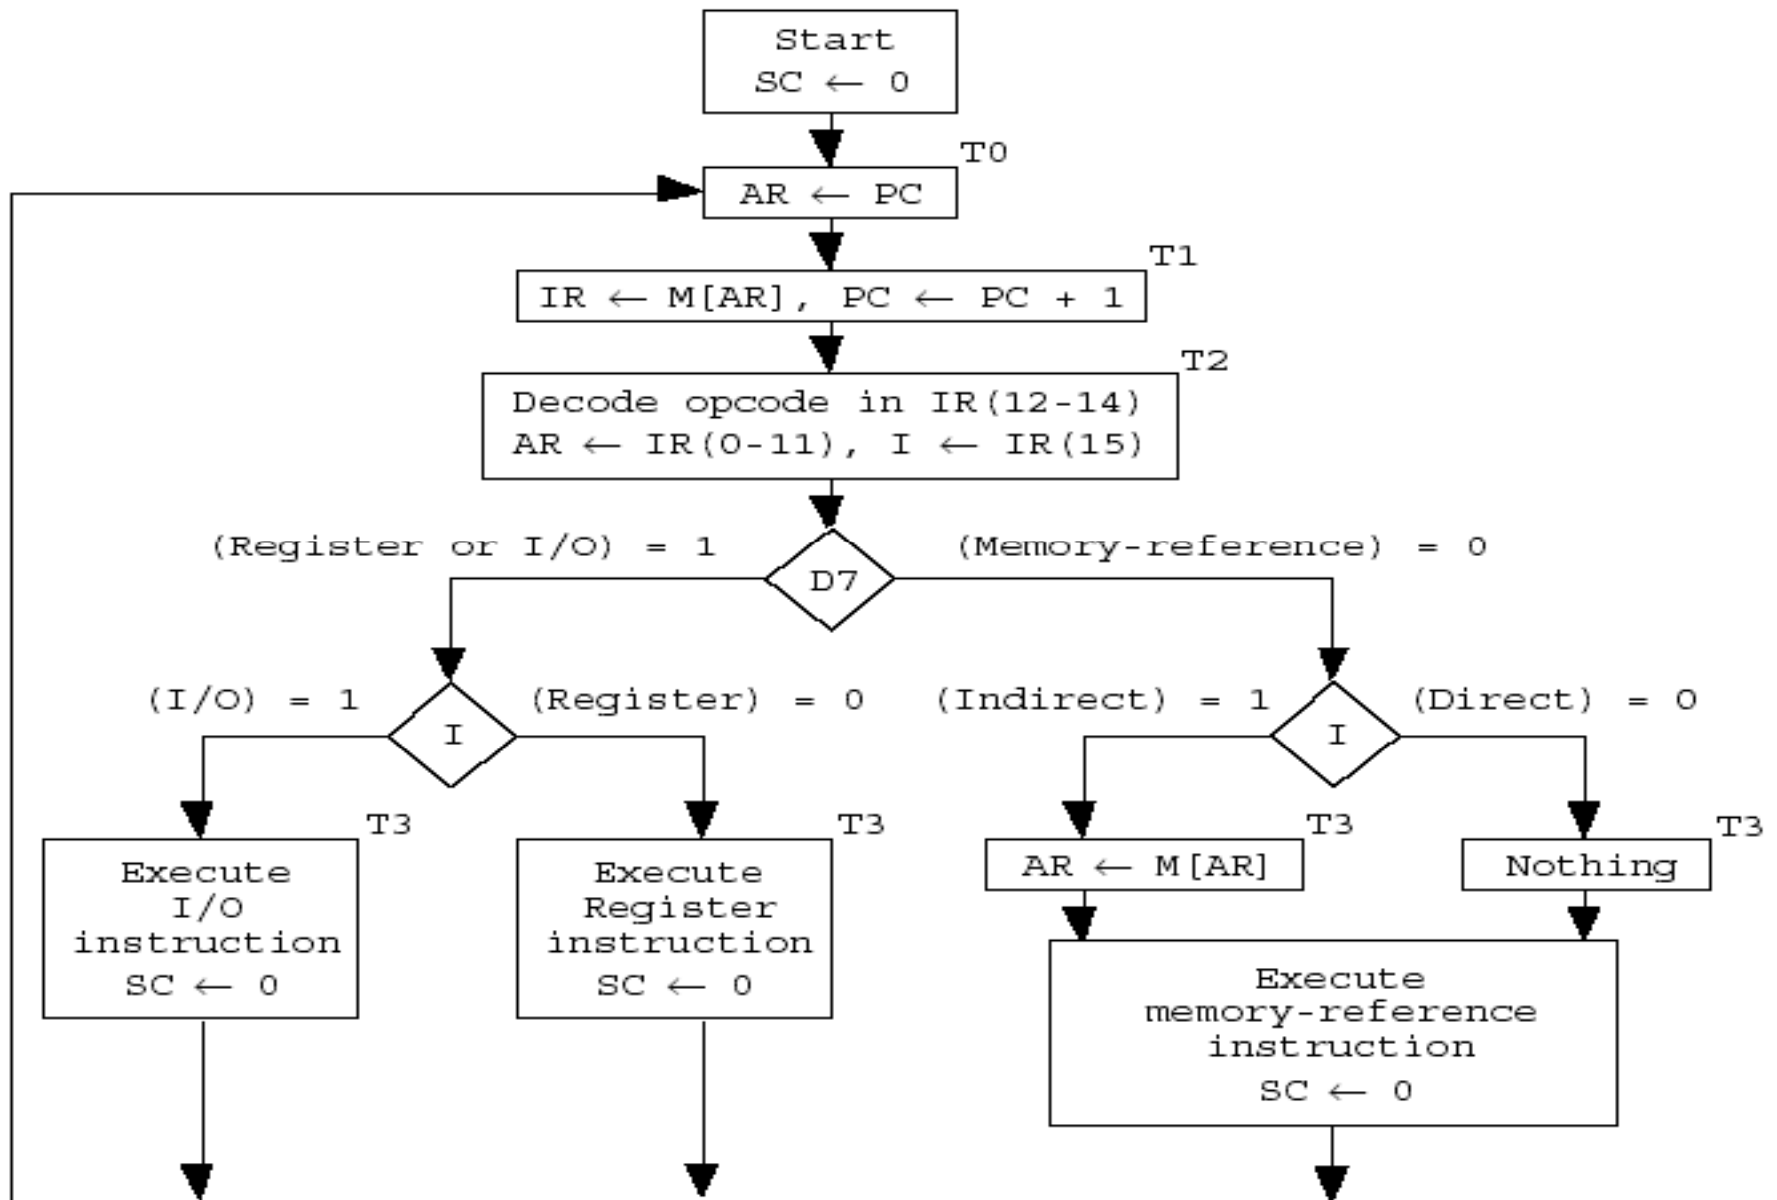 Start
SC ← 0
T0
AR ← PC
T1
IR ← M[AR], PC ← PC + 1
T2
Decode opcode in IR(12-14)
AR ← IR(0-11), I ← IR(15)
(Register or I/O) = 1
(Memory-reference) = 0
D7
(I/O) = 1
(Register) = 0
(Indirect) = 1
(Direct) = 0
I
I
T3
T3
T3
T3
Execute
I/O
instruction
SC ← 0
Execute
Register
instruction
SC ← 0
AR ← M[AR]
Nothing
Execute
memory-reference
instruction
SC ← 0